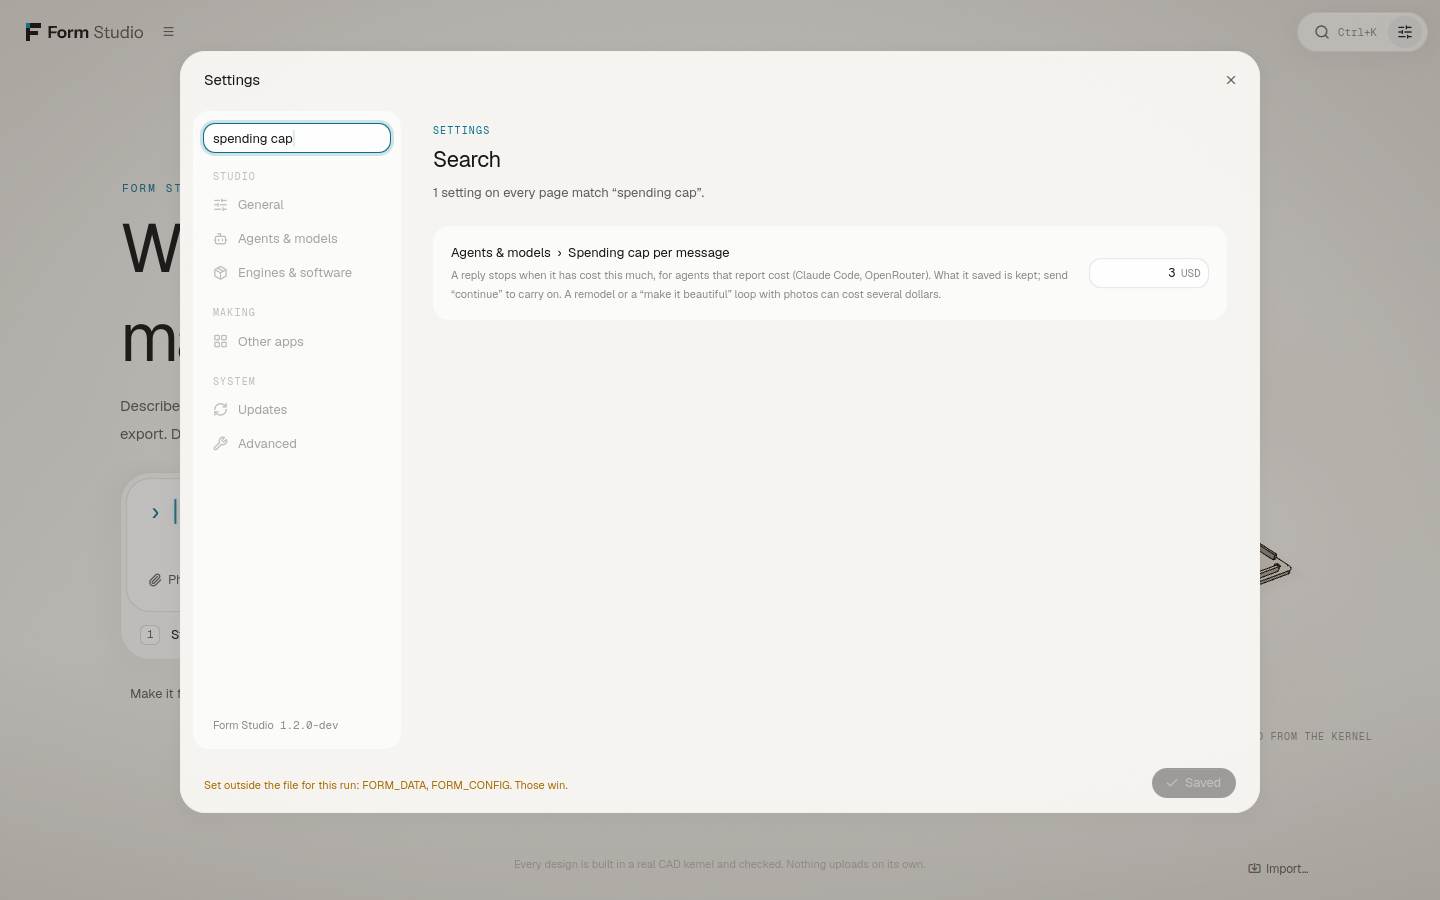 Form Studio
Ctrl+K
Settings
spending cap
STUDIO
General
Agents & models
Engines & software
MAKING
Other apps
SYSTEM
Updates
Advanced
Form Studio 1.2.0-dev
SETTINGS
Search
1 setting on every page match “spending cap”.
Agents & models › Spending cap per message
A reply stops when it has cost this much, for agents that report cost (Claude Code, OpenRouter). What it saved is kept; send
“continue” to carry on. A remodel or a “make it beautiful” loop with photos can cost several dollars.
3 USD
Set outside the file for this run: FORM_DATA, FORM_CONFIG. Those win.
Saved
FORM ST
W
ma
Describe
export. D
Ph
1 S
Make it f
FROM THE KERNEL
Every design is built in a real CAD kernel and checked. Nothing uploads on its own.
Import...